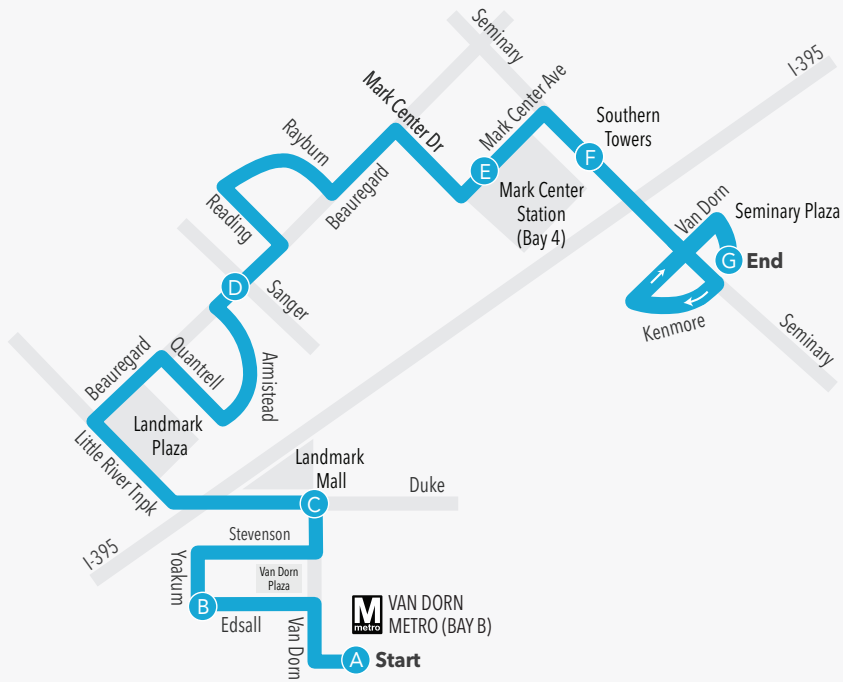 Seminary
I-395
Mark Center Ave
Mark Center Dr
Southern
Towers
F
Rayburn
E
Mark Center
Station
(Bay 4)
Beauregard
Reading
Van Dorn
Seminary Plaza
G
End
D
Sanger
Kenmore
Seminary
Beauregard
Quantrell
Armistead
Landmark
Plaza
Little River Tnpk
Landmark
Mall
C
Duke
I-395
Stevenson
Yoakum
Van Dorn
Plaza
B
Edsall
Van Dorn
M
metro
VAN DORN
METRO (BAY B)
A
Start